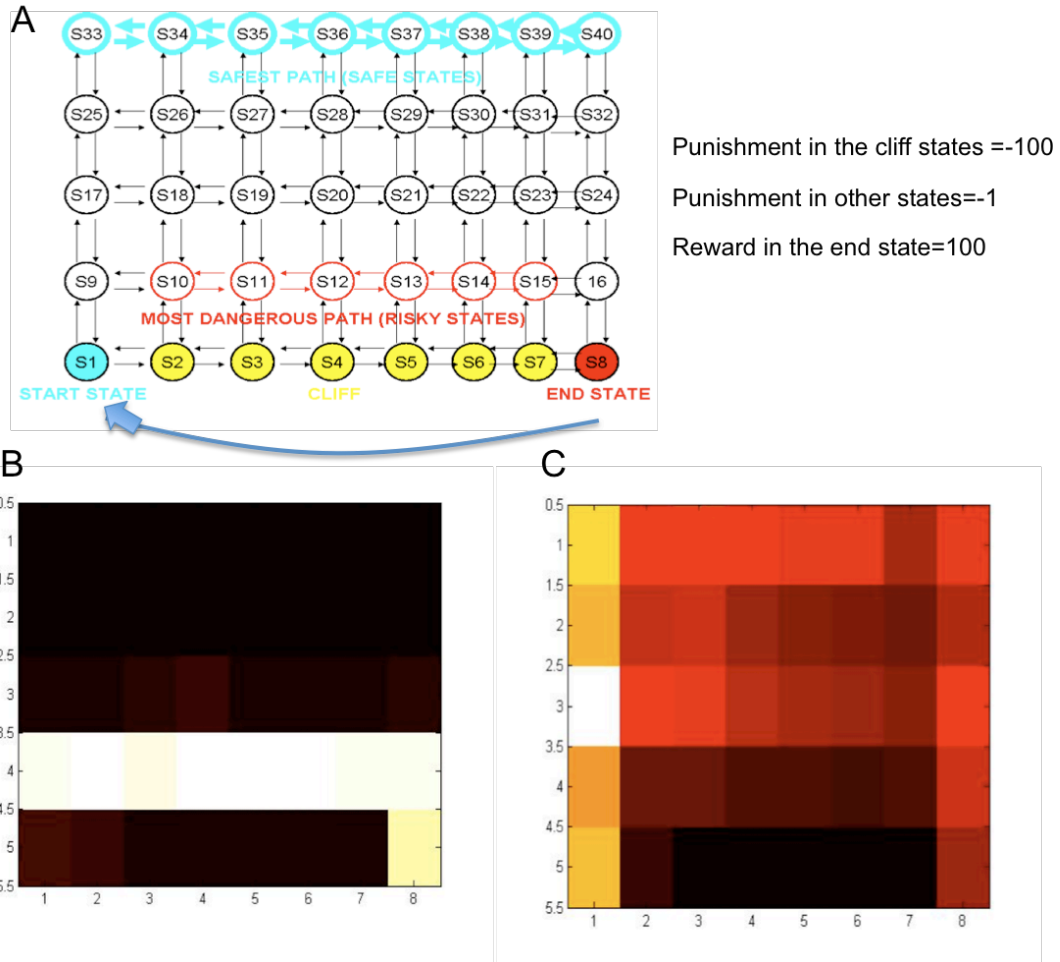 A
S33 S34 S35 S36 S37 S38 S39 S40
SAFEST PATH (SAFE STATES)
S25 S26 S27 S28 S29 S30 S31 S32
S17 S18 S19 S20 S21 S22 S23 S24
S9 S10 S11 S12 S13 S14 S15 16
MOST DANGEROUS PATH (RISKY STATES)
S1 S2 S3 S4 S5 S6 S7 S8
START STATE CLIFF END STATE
Punishment in the cliff states =-100
Punishment in other states=-1
Reward in the end state=100
B
0.5
1
1.5
2
2.5
3
3.5
4
4.5
5
5.5
1 2 3 4 5 6 7 8
C
0.5
1
1.5
2
2.5
3
3.5
4
4.5
5
5.5
1 2 3 4 5 6 7 8